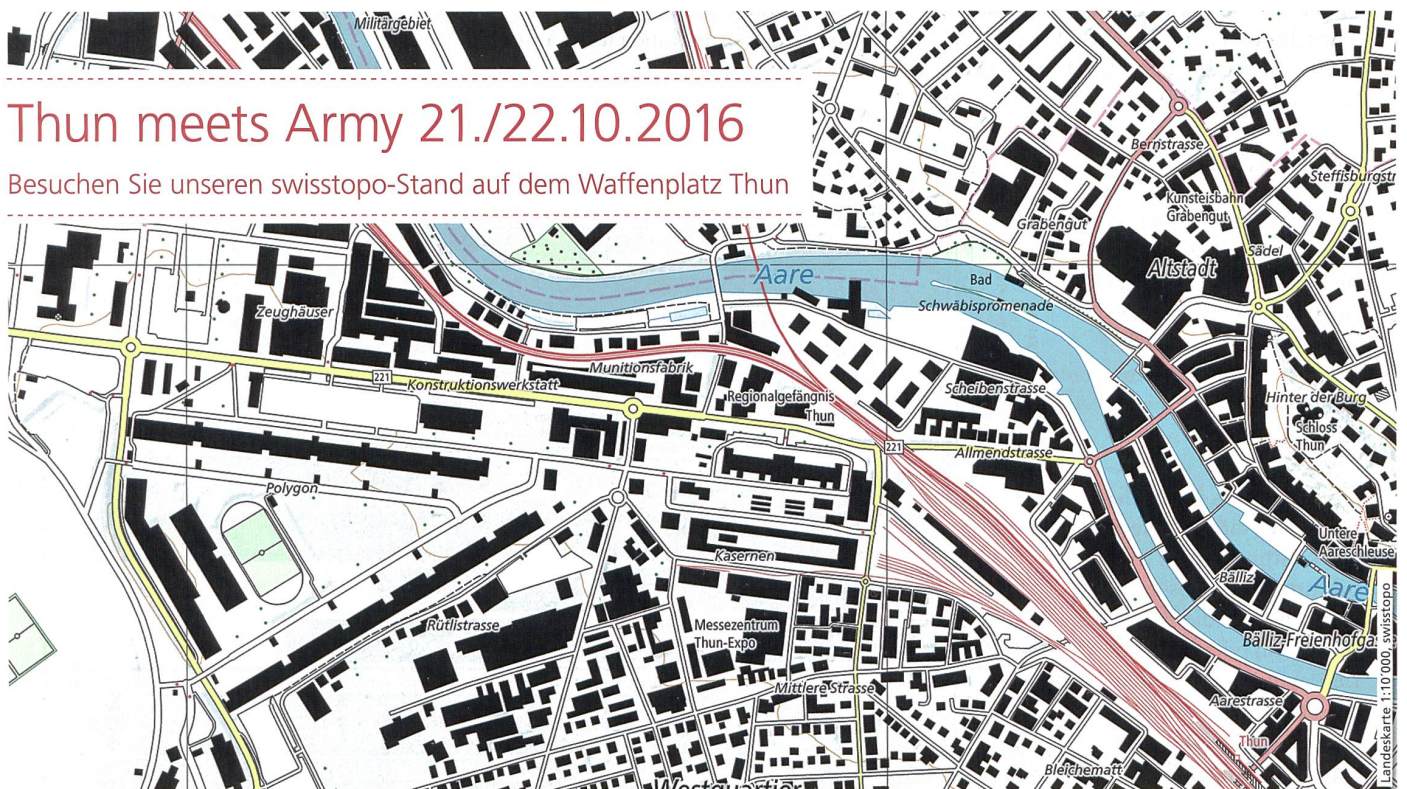 Militärgebiet
Thun meets Army 21./22.10.2016
Besuchen Sie unseren swisstopo-Stand auf dem Waffenplatz Thun
Bernstrasse
Steffisburgstr
Kunsteisbahn
Grabengut
Grabengut
Sädel
Altstadt
Aare
Bad
Schwäbispromenade
Zeughäuser
Munitionsfabrik
221
Konstruktionswerkstatt
Regionalgefängnis
Thun
Scheibenstrasse
Hinter der Burg
Schloss
Thun
221
Allmendstrasse
Polygon
Untere
Aareschleuse
Kasernen
Bälliz
Aare
Rütlistrasse
Messezentrum
Thun-Expo
Bälliz-Freienhofga
Mittlere Strasse
Aarestrasse
Thun
Bleichematt
Westquartier
Landeskarte 1:10'000, swisstopo